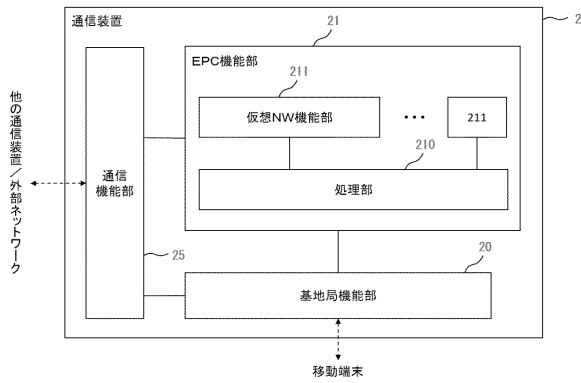 通信装置
2
21
EPC機能部
211
仮想NW機能部
･･･
211
210
処理部
他の通信装置／外部ネットワーク
通信
機能部
25
20
基地局機能部
移動端末